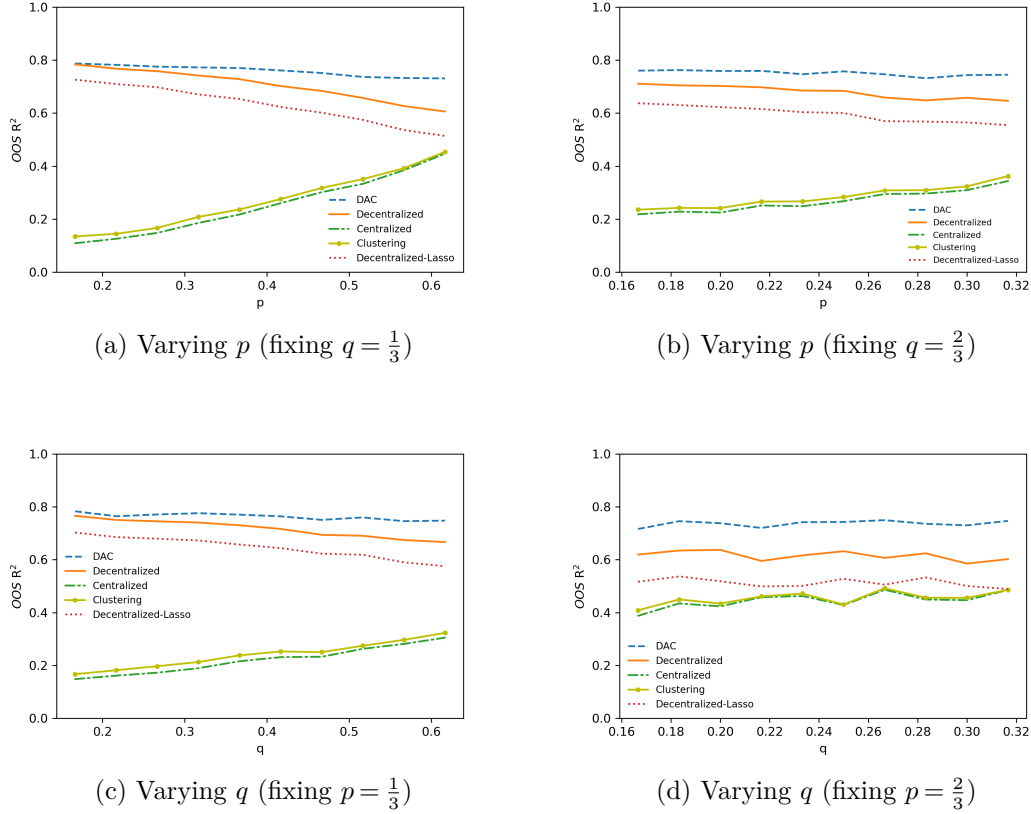 1.0
0.8
0.6
0.4
0.2
0.0
OOS R²
DAC
Decentralized
Centralized
Clustering
Decentralized-Lasso
0.2 0.3 0.4 0.5 0.6
p
(a) Varying p (fixing q = 1/3)
1.0
0.8
0.6
0.4
0.2
0.0
OOS R²
DAC
Decentralized
Centralized
Clustering
Decentralized-Lasso
0.16 0.18 0.20 0.22 0.24 0.26 0.28 0.30 0.32
p
(b) Varying p (fixing q = 2/3)
1.0
0.8
0.6
0.4
0.2
0.0
OOS R²
DAC
Decentralized
Centralized
Clustering
Decentralized-Lasso
0.2 0.3 0.4 0.5 0.6
q
(c) Varying q (fixing p = 1/3)
1.0
0.8
0.6
0.4
0.2
0.0
OOS R²
DAC
Decentralized
Centralized
Clustering
Decentralized-Lasso
0.16 0.18 0.20 0.22 0.24 0.26 0.28 0.30 0.32
q
(d) Varying q (fixing p = 2/3)